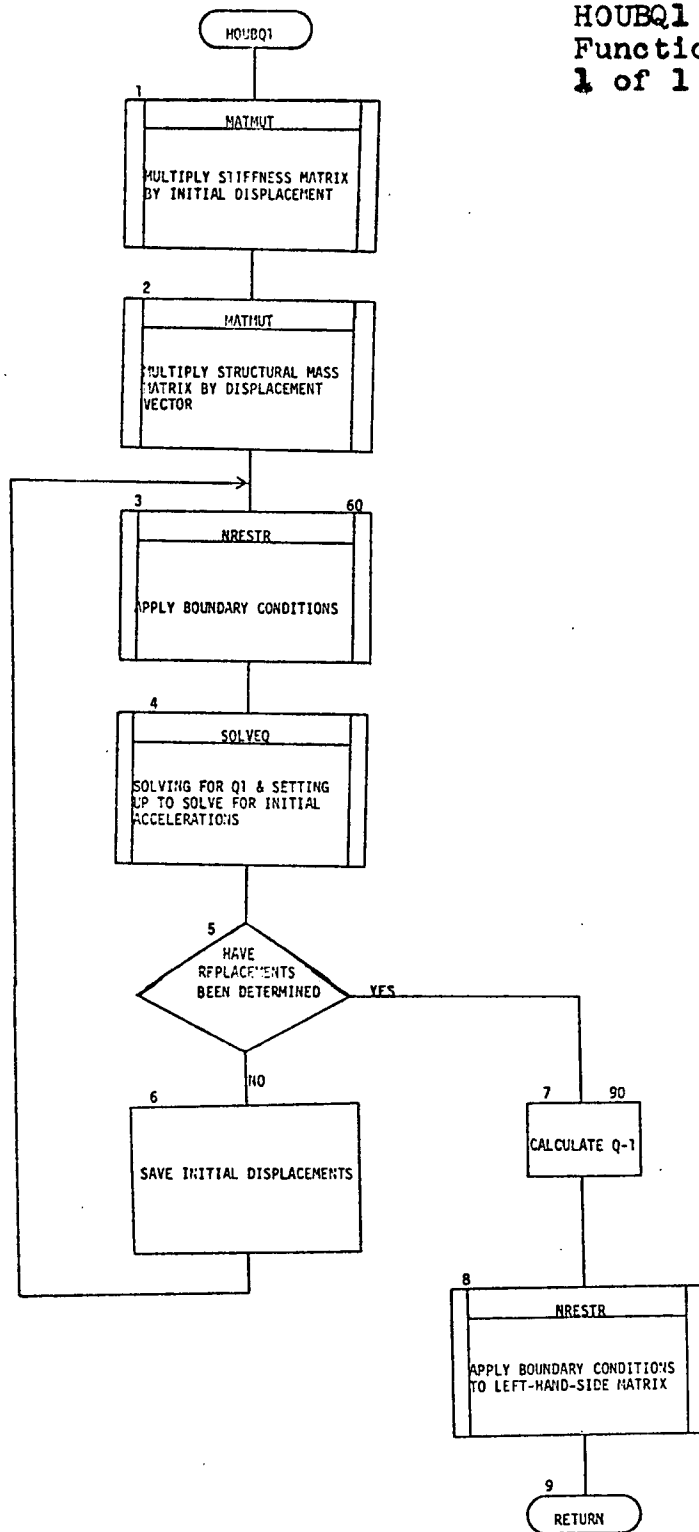 HOUBQ1
Functio
1 of 1
HOUBQ1
1
MATMUT
MULTIPLY STIFFNESS MATRIX
BY INITIAL DISPLACEMENT
2
MATMUT
MULTIPLY STRUCTURAL MASS
MATRIX BY DISPLACEMENT
VECTOR
3 60
NRESTR
APPLY BOUNDARY CONDITIONS
4
SOLVEQ
SOLVING FOR Q1 & SETTING
UP TO SOLVE FOR INITIAL
ACCELERATIONS
5
HAVE
REPLACEMENTS
BEEN DETERMINED
YES
NO
6
SAVE INITIAL DISPLACEMENTS
7 90
CALCULATE Q-1
8
NRESTR
APPLY BOUNDARY CONDITIONS
TO LEFT-HAND-SIDE MATRIX
9
RETURN